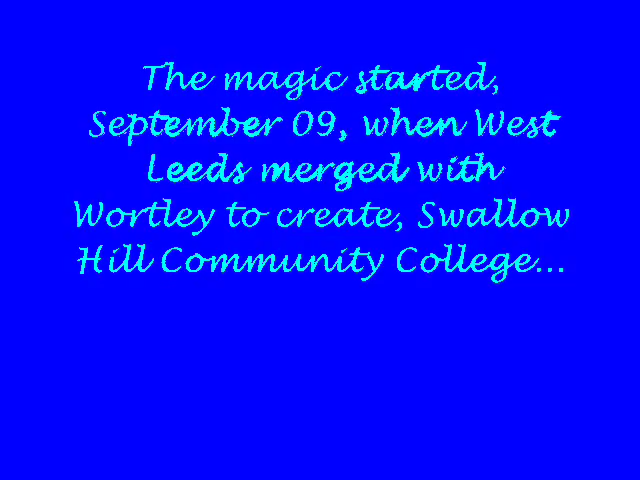 The magic started,
September 09, when West
Leeds merged with
Wortley to create, Swallow
Hill Community College...